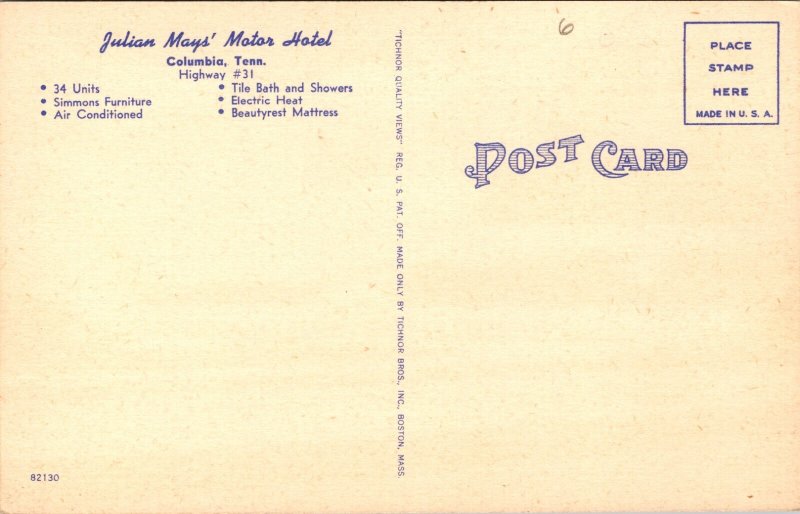 Julian Mays' Motor Hotel
Columbia, Tenn.
Highway #31
• 34 Units
• Simmons Furniture
• Air Conditioned
• Tile Bath and Showers
• Electric Heat
• Beautyrest Mattress
82130
"TICHNOR QUALITY VIEWS" REG. U. S. PAT. OFF. MADE ONLY BY TICHNOR BROS., INC., BOSTON, MASS.
6
PLACE
STAMP
HERE
MADE IN U. S. A.
POST CARD